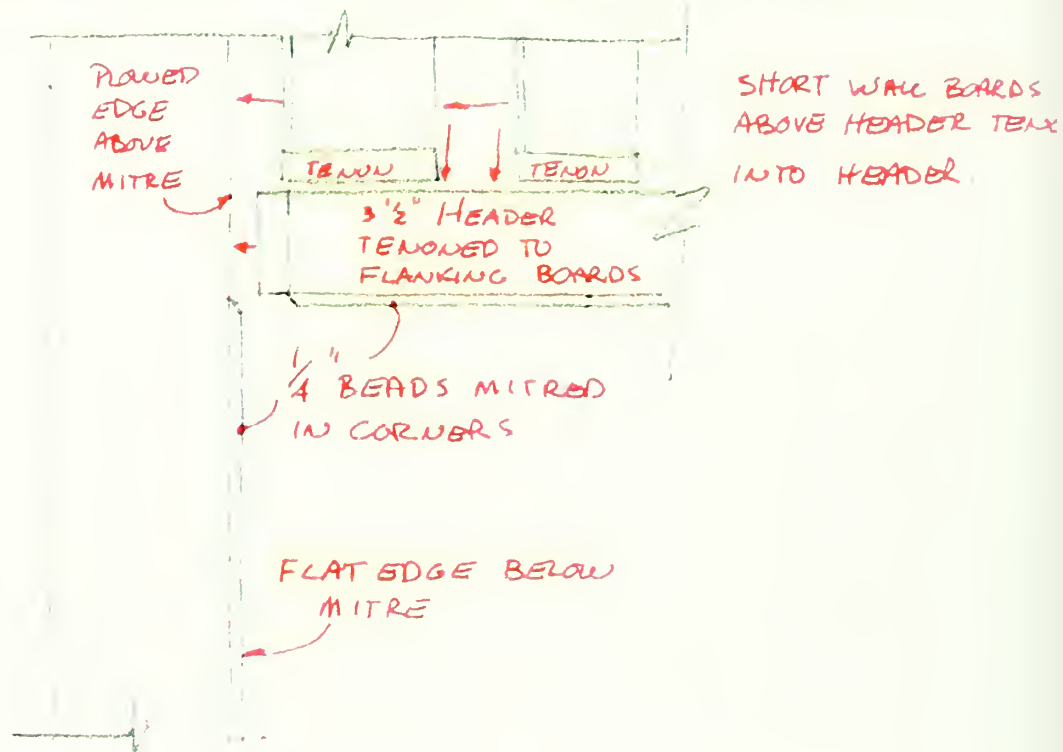 PLOWED
EDGE
ABOVE
MITRE
TENON
TENON
3 1/2" HEADER
TENONED TO
FLANKING BOARDS
SHORT WALL BOARDS
ABOVE HEADER TENX
INTO HEADER.
1/4" BEADS MITRED
IN CORNERS
FLAT EDGE BELOW
MITRE